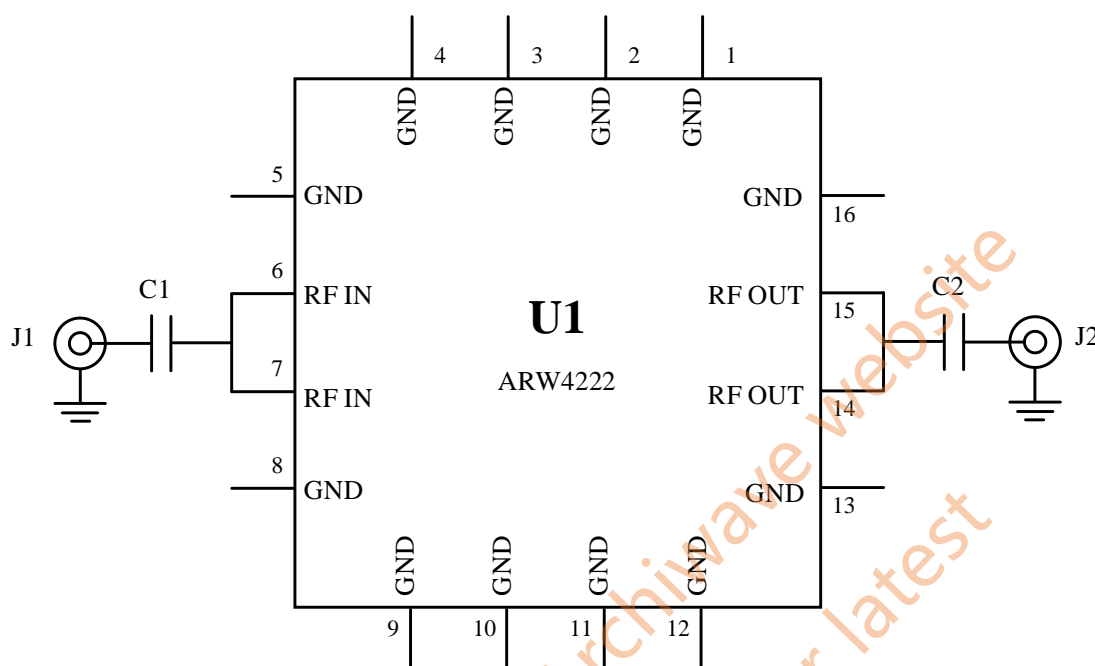 4 3 2 1
GND GND GND GND
5 GND GND 16
6 RF IN RF OUT 15
C1 C2
J1 U1 J2
7 RF IN ARW4222 RF OUT 14
8 GND GND 13
GND GND GND GND
9 10 11 12
rchiwave website
r latest